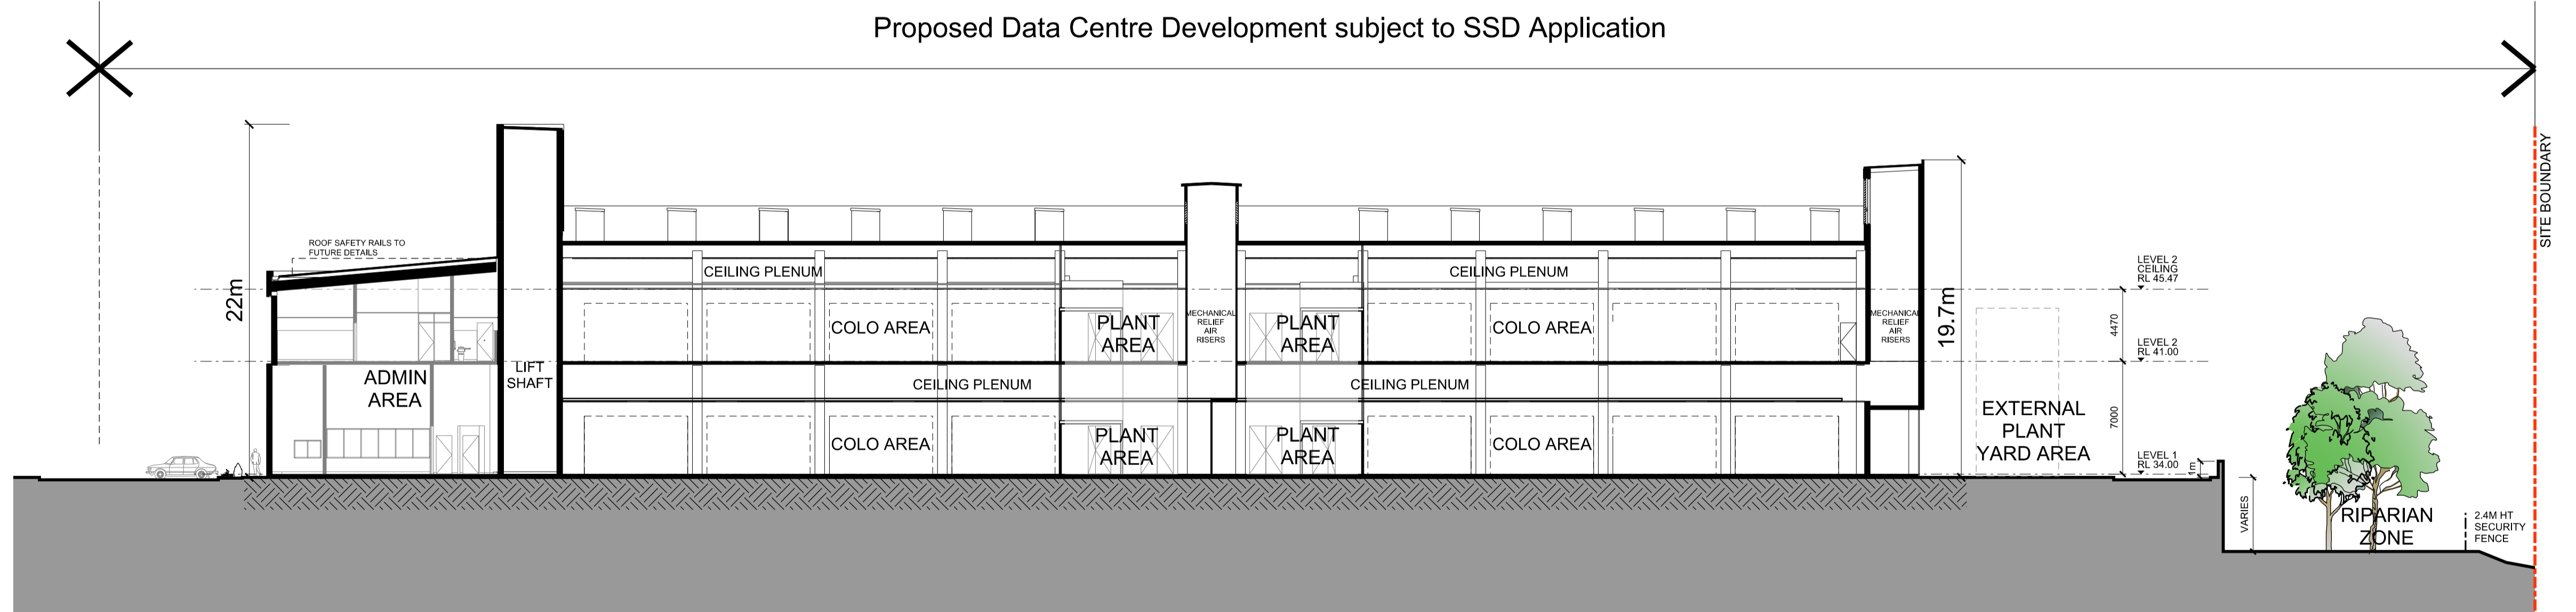 Proposed Data Centre Development subject to SSD Application
SITE BOUNDARY
ROOF SAFETY RAILS TO
FUTURE DETAILS
22m
CEILING PLENUM
CEILING PLENUM
LEVEL 2
CEILING
RL 45.47
19.7m
4470
COLO AREA
PLANT
AREA
MECHANICAL
RELIEF
AIR
RISERS
PLANT
AREA
COLO AREA
MECHANICAL
RELIEF
AIR
RISERS
LEVEL 2
RL 41.00
ADMIN
AREA
LIFT
SHAFT
CEILING PLENUM
CEILING PLENUM
7000
EXTERNAL
PLANT
YARD AREA
COLO AREA
PLANT
AREA
PLANT
AREA
COLO AREA
LEVEL 1
RL 34.00
1m
VARIES
RIPARIAN
ZONE
2.4M HT
SECURITY
FENCE